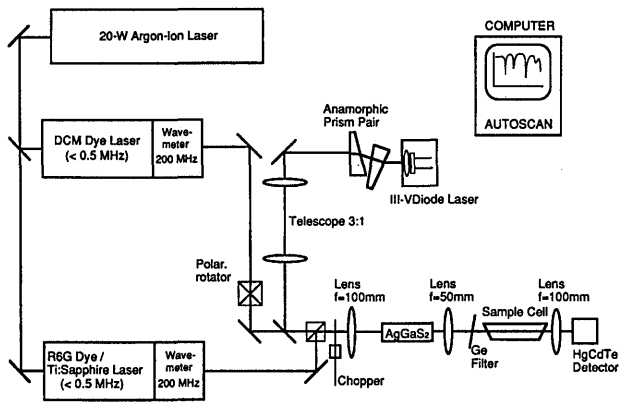 20-W Argon-Ion Laser
COMPUTER
AUTOSCAN
DCM Dye Laser
(< 0.5 MHz)
Wave-
meter
200 MHz
Anamorphic
Prism Pair
III-VDiode Laser
Telescope 3:1
Polar.
rotator
Lens
f=100mm
AgGaS2
Lens
f=50mm
Sample Cell
Lens
f=100mm
Ge
Filter
HgCdTe
Detector
R6G Dye /
Ti:Sapphire Laser
(< 0.5 MHz)
Wave-
meter
200 MHz
Chopper